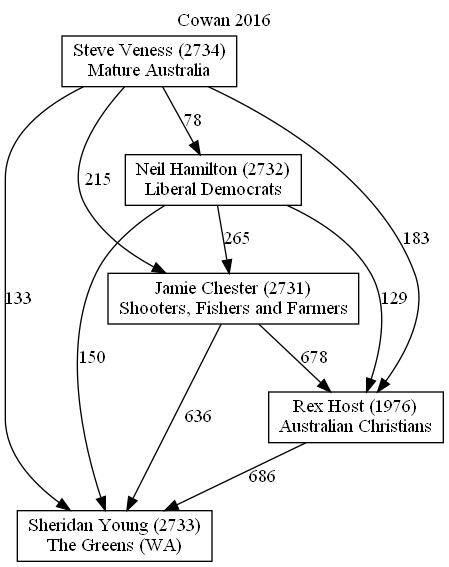 Cowan 2016
Steve Veness (2734)
Mature Australia
78
Neil Hamilton (2732)
Liberal Democrats
215
265
183
133
129
Jamie Chester (2731)
Shooters, Fishers and Farmers
150
678
636
Rex Host (1976)
Australian Christians
686
Sheridan Young (2733)
The Greens (WA)